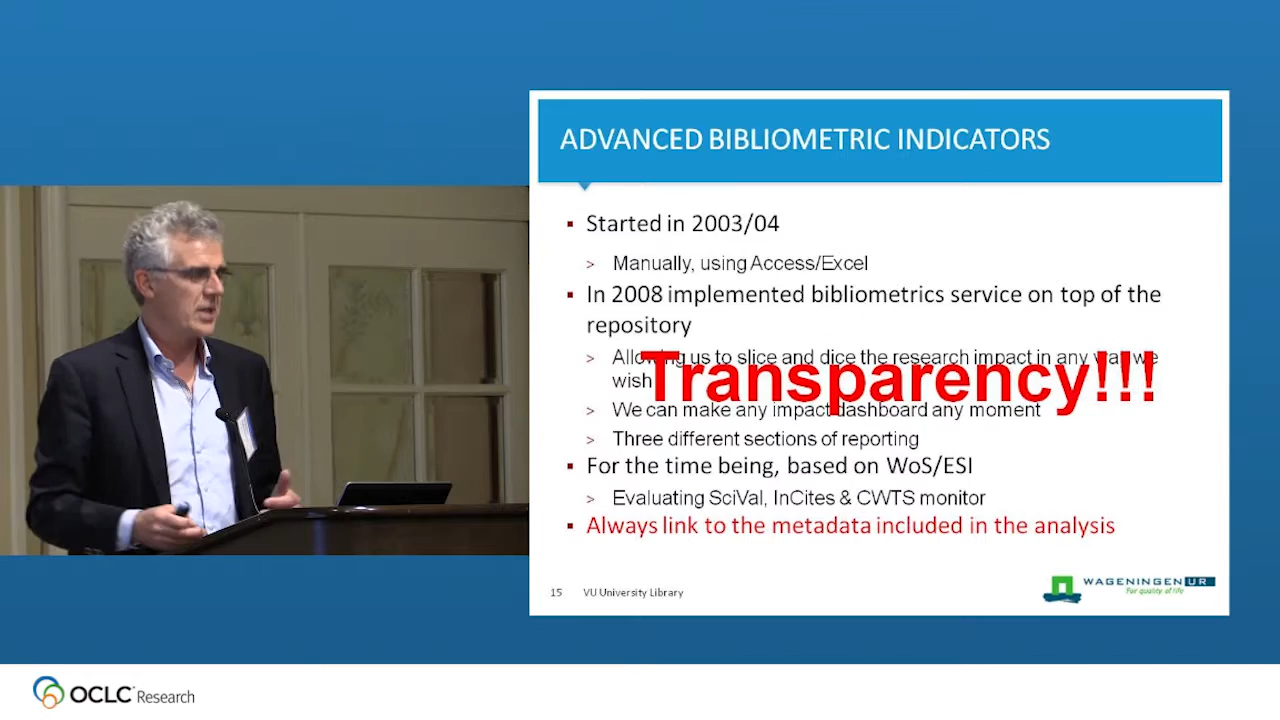 ADVANCED BIBLIOMETRIC INDICATORS
Started in 2003/04
> Manually, using Access/Excel
In 2008 implemented bibliometrics service on top of the
repository
> Allowing us to slice and dice the research impact in any way we
wish
Transparency!!!
> We can make any impact dashboard any moment
> Three different sections of reporting
For the time being, based on WoS/ESI
> Evaluating SciVal, InCites & CWTS monitor
Always link to the metadata included in the analysis
15 VU University Library
WAGENINGEN UR
For quality of life
OCLC Research